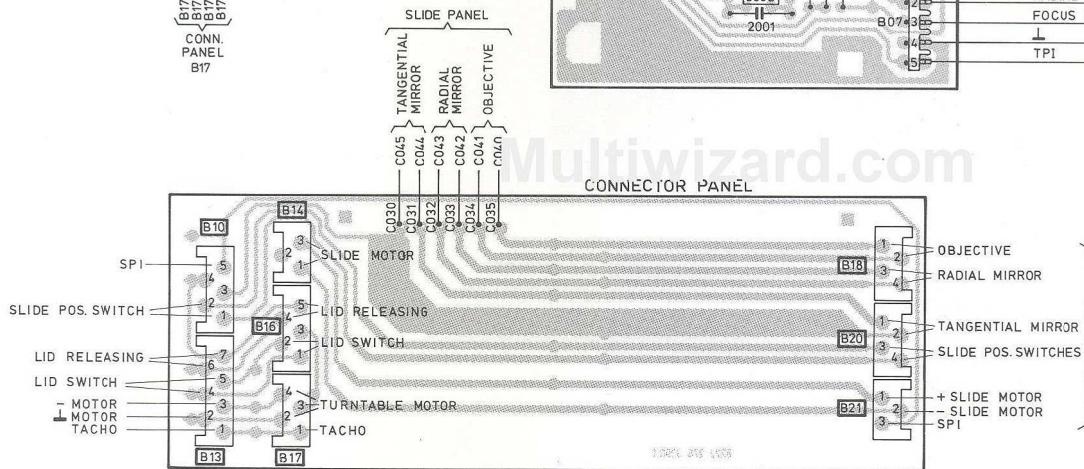 B17
B17
B17
B17
CONN.
PANEL
B17
SLIDE PANEL
TANGENTIAL
MIRROR
RADIAL
MIRROR
OBJECTIVE
C045
C044
C043
C042
C041
C040
2001
B07
2
3
4
5
FOCUS
TPI
Multiwizard.com
CONNECTOR PANEL
C030
C031
C032
C033
C034
C035
B10
5
4
3
2
1
SPI
SLIDE POS. SWITCH
B14
3
2
1
SLIDE MOTOR
B16
5
4
3
2
1
LID RELEASING
LID SWITCH
B13
7
6
5
4
3
2
1
LID RELEASING
LID SWITCH
- MOTOR
⊥ MOTOR
TACHO
B17
4
3
2
1
TURNTABLE MOTOR
TACHO
B18
1
2
3
4
OBJECTIVE
RADIAL MIRROR
B20
1
2
3
4
TANGENTIAL MIRROR
SLIDE POS. SWITCHES
B21
1
2
3
+ SLIDE MOTOR
- SLIDE MOTOR
SPI